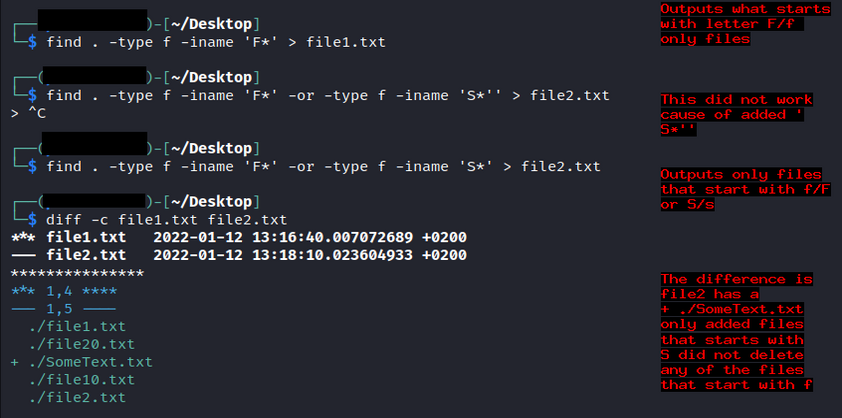 Outputs what starts
with letter F/f
only files
┌──( )-[~/Desktop]
└─$ find . -type f -iname 'F*' > file1.txt
┌──( )-[~/Desktop]
└─$ find . -type f -iname 'F*' -or -type f -iname 'S*'' > file2.txt
> ^C
This did not work
cause of added '
S*''
┌──( )-[~/Desktop]
└─$ find . -type f -iname 'F*' -or -type f -iname 'S*' > file2.txt
Outputs only files
that start with f/F
or S/s
┌──( )-[~/Desktop]
└─$ diff -c file1.txt file2.txt
*** file1.txt   2022-01-12 13:16:40.007072689 +0200
--- file2.txt   2022-01-12 13:18:10.023604933 +0200
***************
*** 1,4 ****
--- 1,5 ----
  ./file1.txt
  ./file20.txt
+ ./SomeText.txt
  ./file10.txt
  ./file2.txt
The difference is
file2 has a
+ ./SomeText.txt
only added files
that starts with
S did not delete
any of the files
that start with f